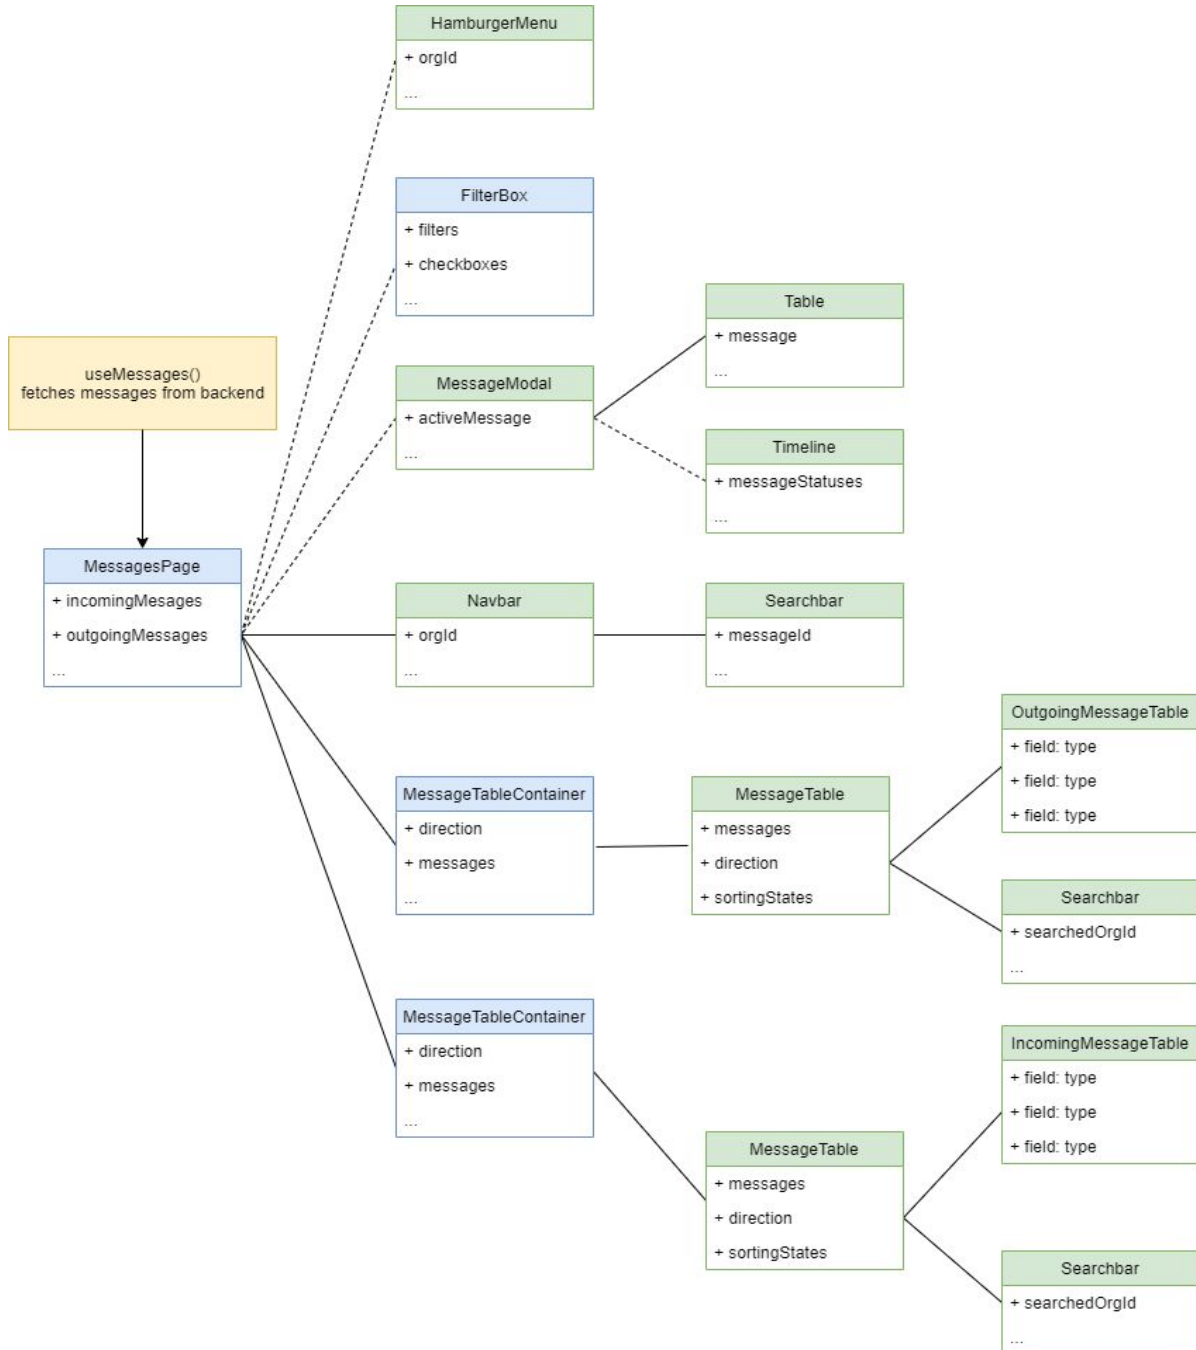 HamburgerMenu
+ orgId
...
FilterBox
+ filters
+ checkboxes
...
Table
+ message
...
useMessages()
fetches messages from backend
MessageModal
+ activeMessage
...
Timeline
+ messageStatuses
...
MessagesPage
+ incomingMesages
+ outgoingMessages
...
Navbar
+ orgId
...
Searchbar
+ messageId
...
OutgoingMessageTable
+ field: type
+ field: type
+ field: type
MessageTableContainer
+ direction
+ messages
...
MessageTable
+ messages
+ direction
+ sortingStates
Searchbar
+ searchedOrgId
...
MessageTableContainer
+ direction
+ messages
...
IncomingMessageTable
+ field: type
+ field: type
+ field: type
MessageTable
+ messages
+ direction
+ sortingStates
Searchbar
+ searchedOrgId
...